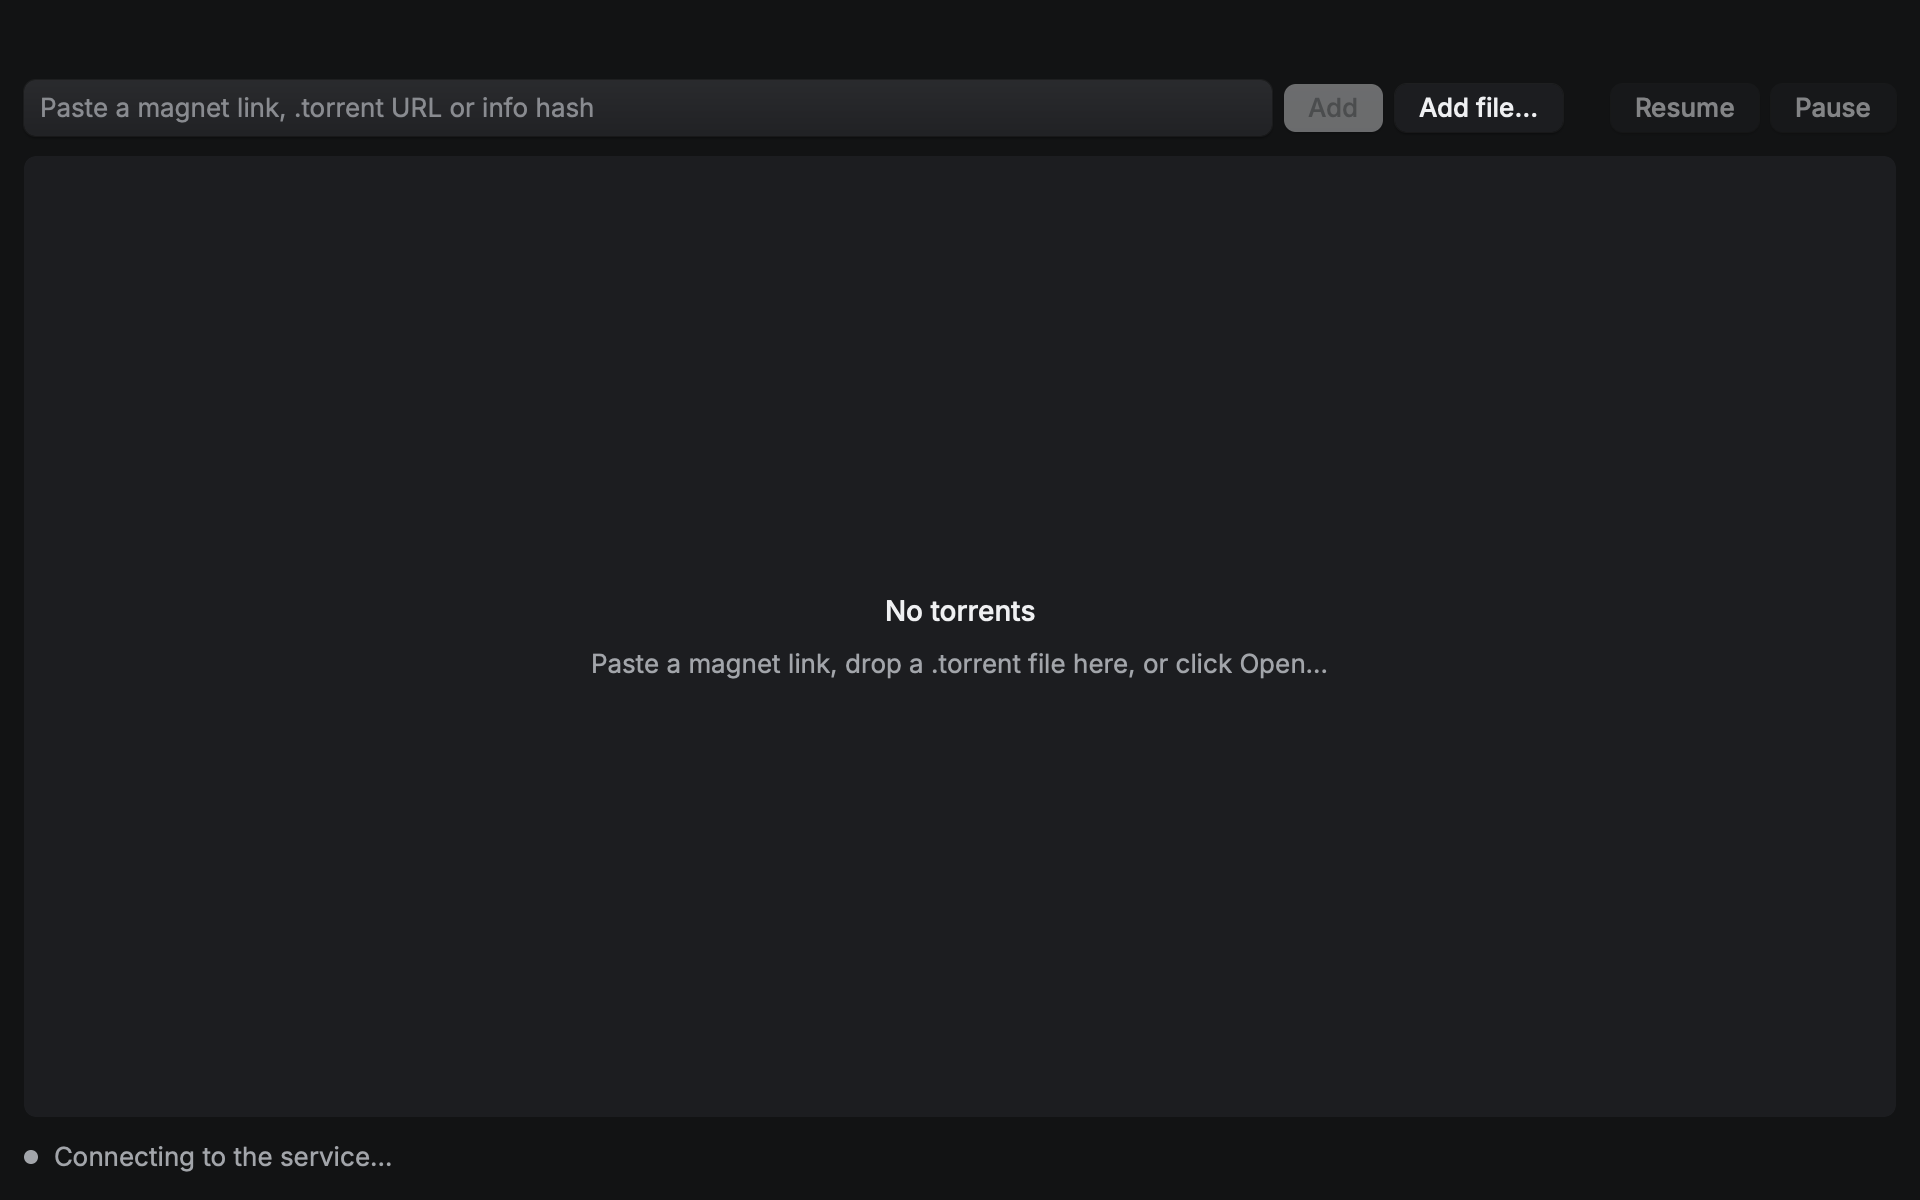 Paste a magnet link, .torrent URL or info hash
Add
Add file...
Resume
Pause
No torrents
Paste a magnet link, drop a .torrent file here, or click Open...
Connecting to the service...